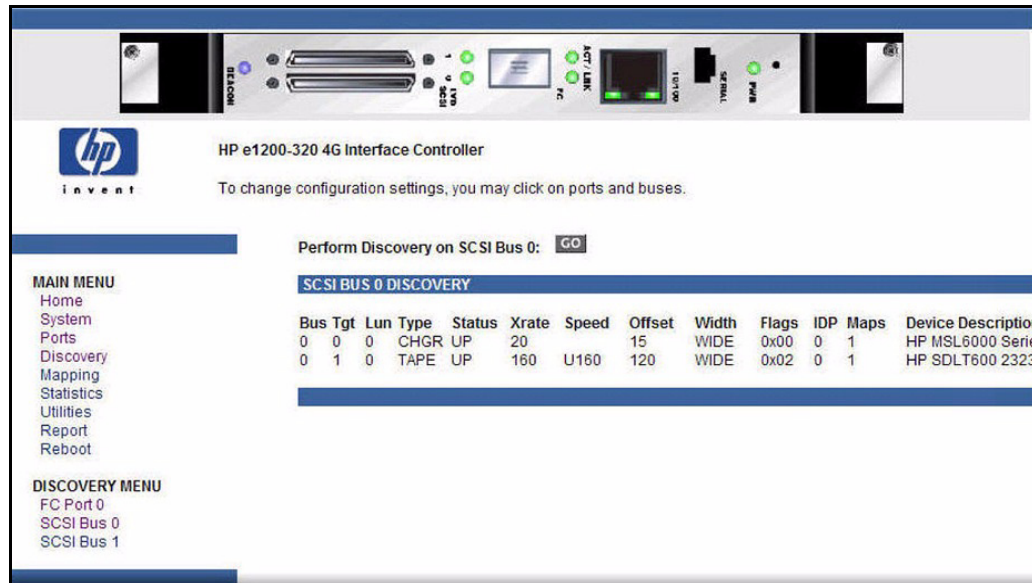 BEACON
1
0
LVD
SCSI
FC
ACT / LNK
10/100
SERIAL
PWR
hp
invent
HP e1200-320 4G Interface Controller
To change configuration settings, you may click on ports and buses.
Perform Discovery on SCSI Bus 0: GO
MAIN MENU
Home
System
Ports
Discovery
Mapping
Statistics
Utilities
Report
Reboot
DISCOVERY MENU
FC Port 0
SCSI Bus 0
SCSI Bus 1
SCSI BUS 0 DISCOVERY
Bus Tgt Lun Type Status Xrate Speed Offset Width Flags IDP Maps Device Descriptio
0 0 0 CHGR UP 20 15 WIDE 0x00 0 1 HP MSL6000 Serie
0 1 0 TAPE UP 160 U160 120 WIDE 0x02 0 1 HP SDLT600 2323